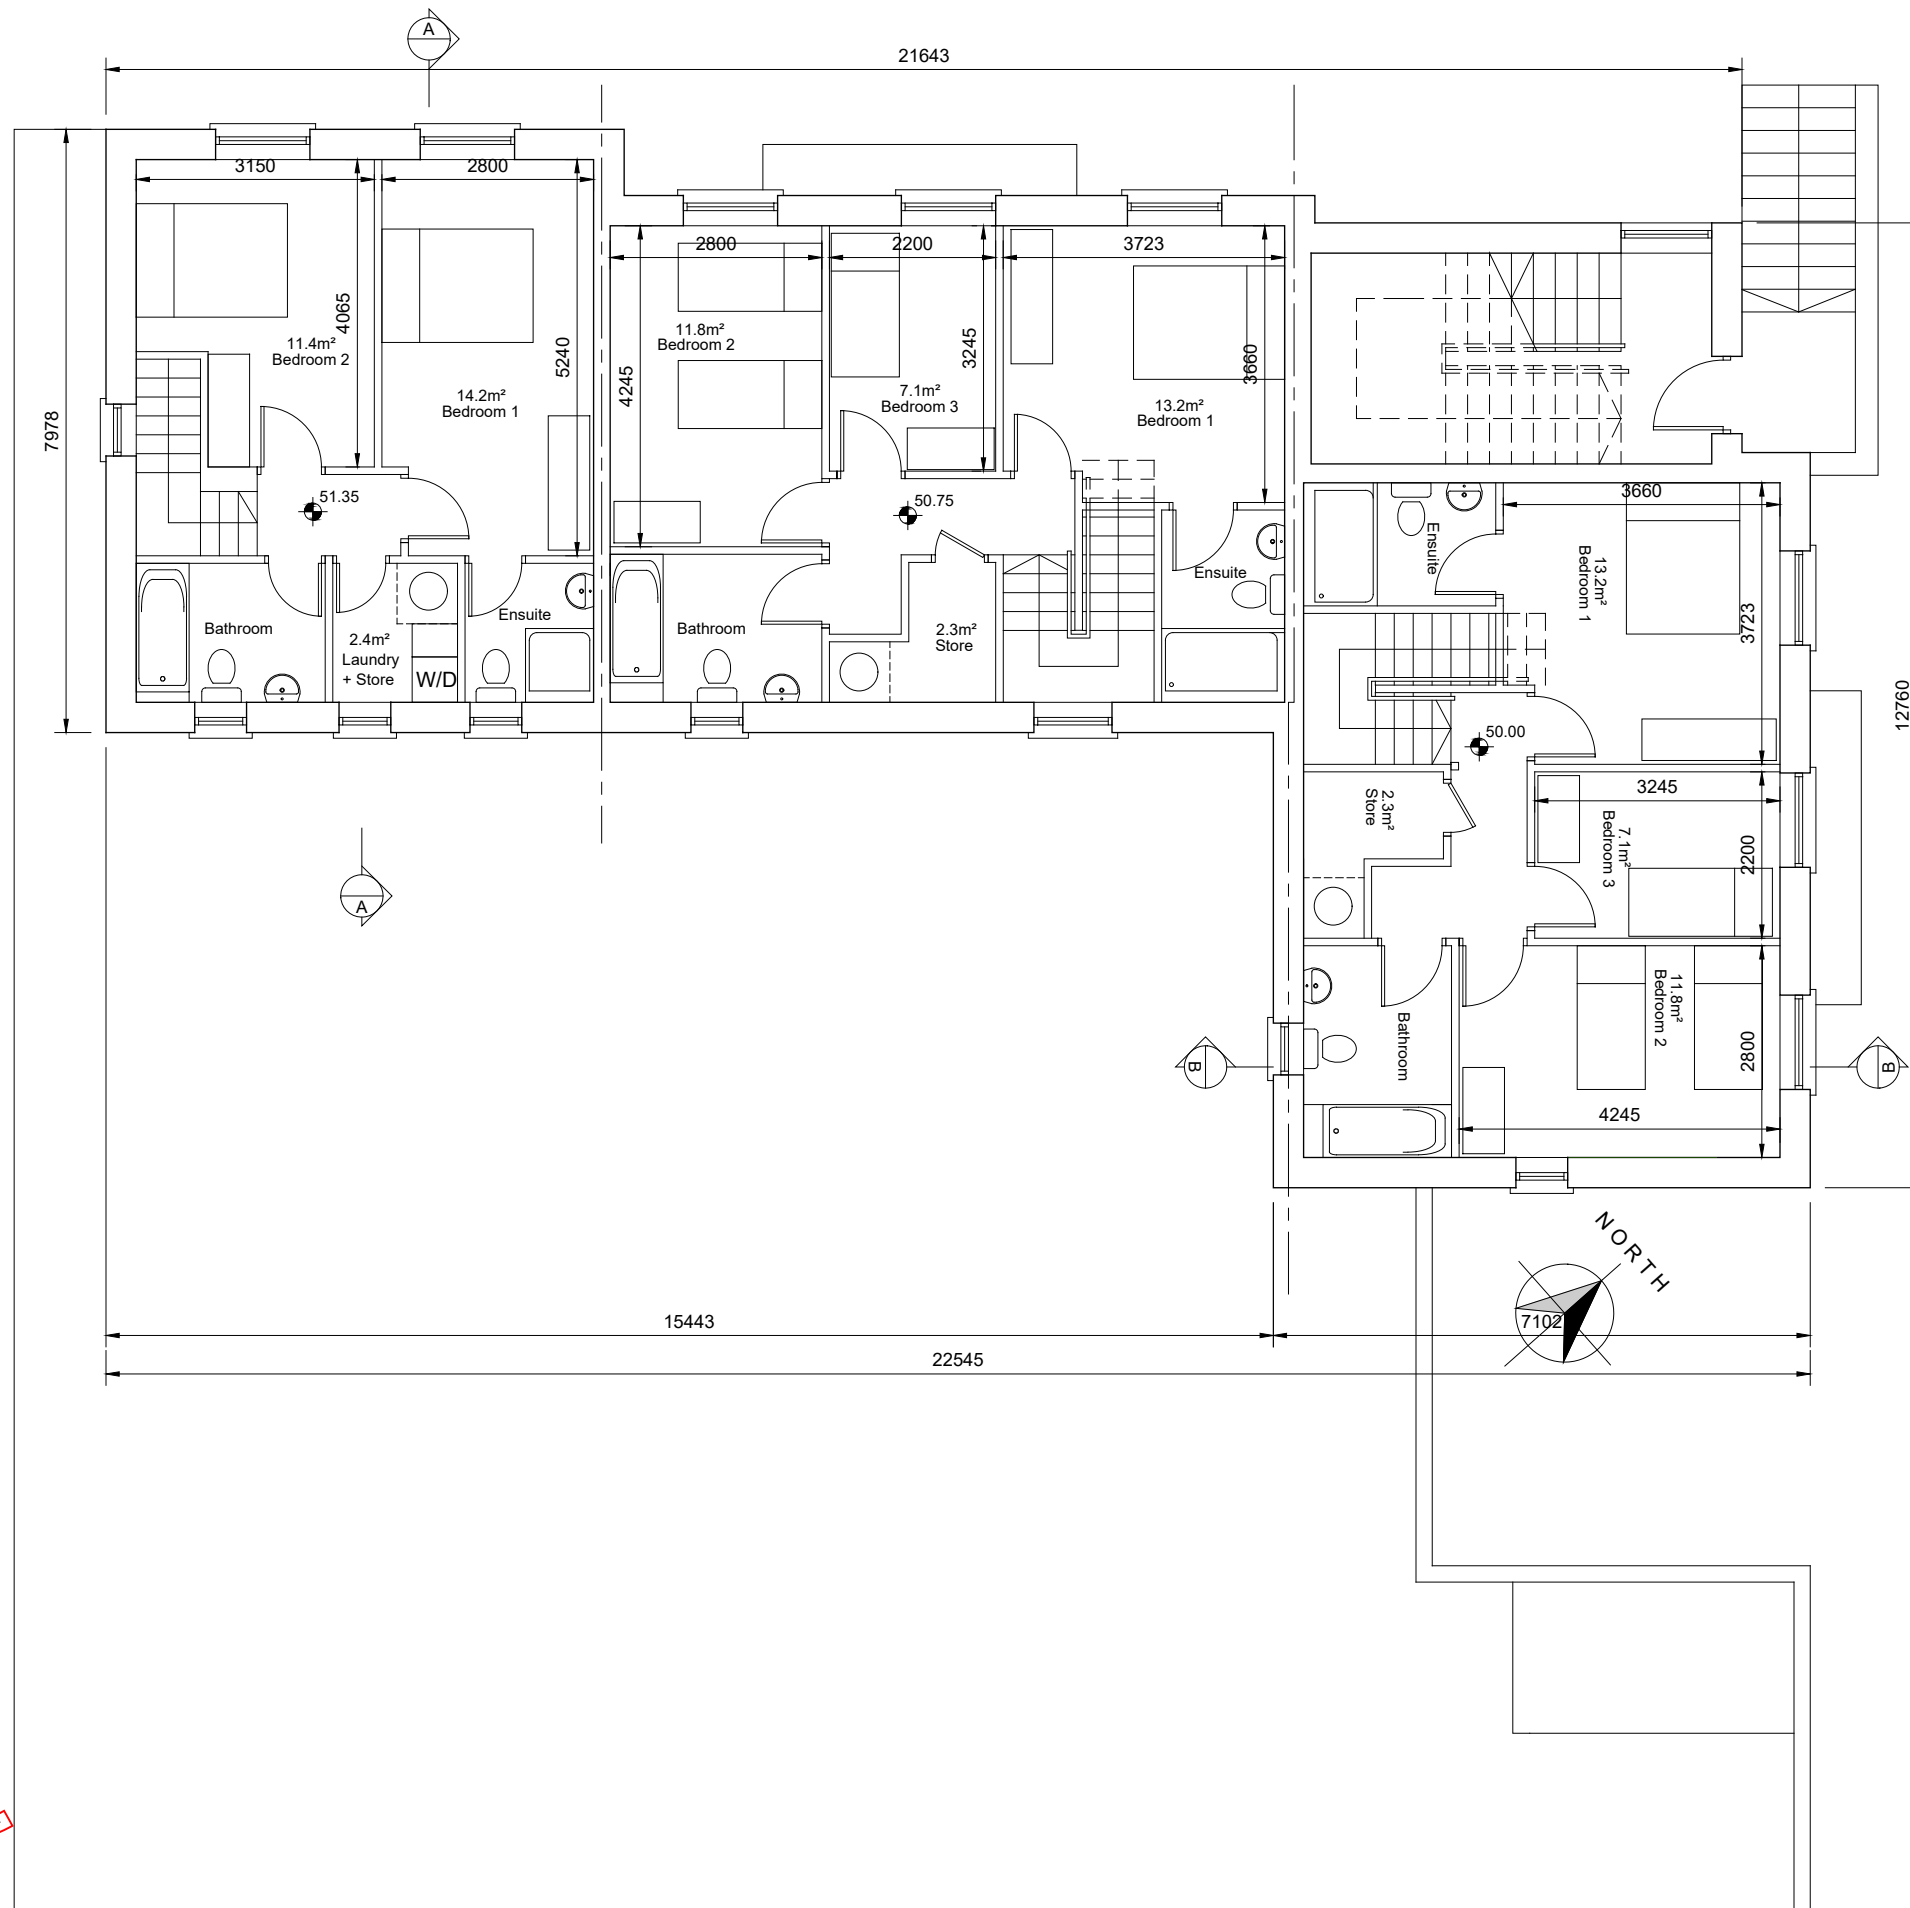 A
21643
3150
2800
2800
2200
3723
4065
5240
4245
3245
3660
7978
11.4m²
Bedroom 2
14.2m²
Bedroom 1
11.8m²
Bedroom 2
7.1m²
Bedroom 3
13.2m²
Bedroom 1
51.35
50.75
3660
Ensuite
13.2m²
Bedroom 1
3723
Bathroom
2.4m²
Laundry
+ Store
W/D
Ensuite
Bathroom
2.3m²
Store
Ensuite
12760
50.00
3245
2.3m²
Store
7.1m²
Bedroom 3
2200
A
11.8m²
Bedroom 2
Bathroom
2800
B
B
4245
NORTH
15443
7102
22545